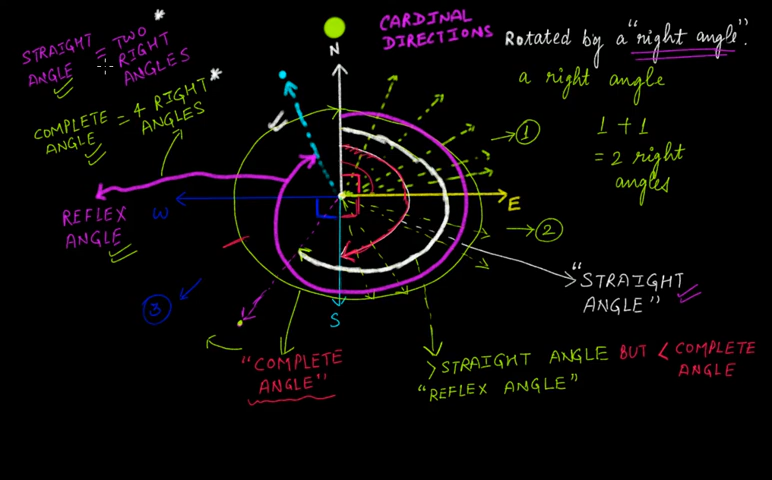 STRAIGHT
ANGLE = TWO
RIGHT
ANGLES
*
COMPLETE
ANGLE = 4 RIGHT
ANGLES
*
REFLEX
ANGLE
CARDINAL
DIRECTIONS
N
E
S
W
1
2
3
Rotated by a "right angle".
a right angle
1 + 1
= 2 right
angles
"STRAIGHT
ANGLE"
"COMPLETE
ANGLE"
> STRAIGHT ANGLE BUT < COMPLETE
ANGLE
"REFLEX ANGLE"